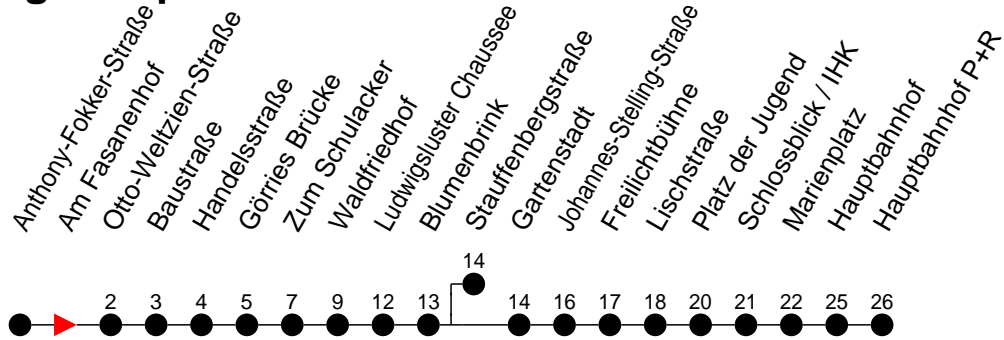 Anthony-Fokker-Straße
Am Fasanenhof
Otto-Weltzien-Straße
Baustraße
Handelsstraße
Görries Brücke
Zum Schulacker
Waldfriedhof
Ludwigsluster Chaussee
Blumenbrink
Stauffenbergstraße
Gartenstadt
Johannes-Stelling-Straße
Freilichtbühne
Lischstraße
Platz der Jugend
Schlossblick / IHK
Marienplatz
Hauptbahnhof
Hauptbahnhof P+R
14
2 3 4 5 7 9 12 13 14 16 17 18 20 21 22 25 26